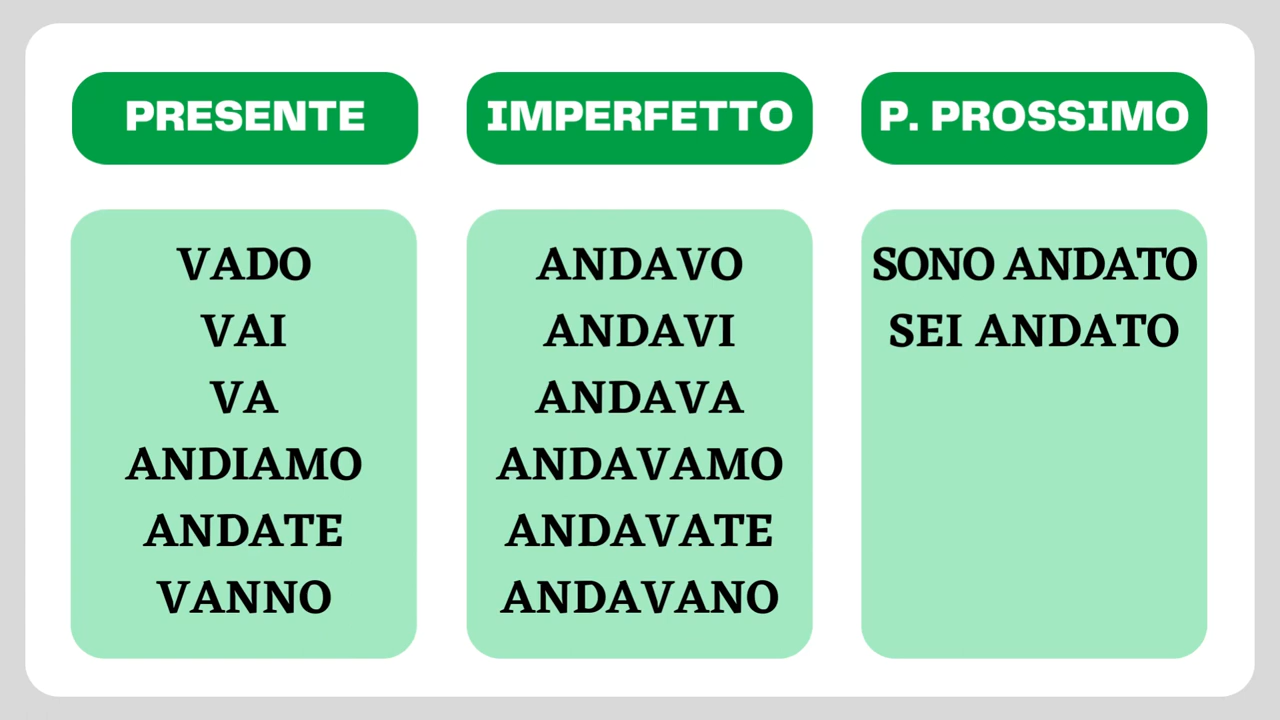 PRESENTE
VADO
VAI
VA
ANDIAMO
ANDATE
VANNO
IMPERFETTO
ANDAVO
ANDAVI
ANDAVA
ANDAVAMO
ANDAVATE
ANDAVANO
P. PROSSIMO
SONO ANDATO
SEI ANDATO